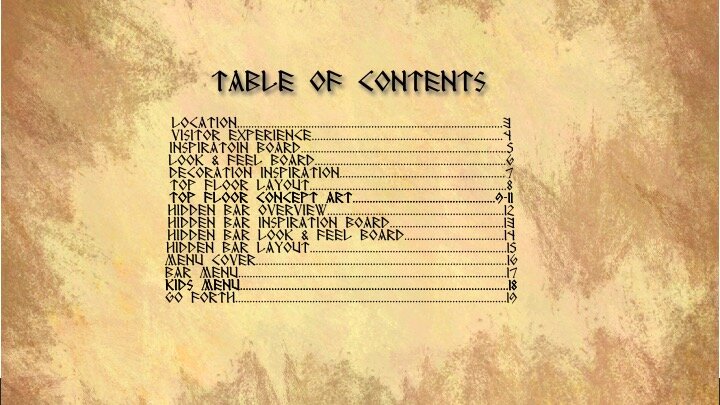 TABLE OF CONTENTS
LOCATION..........3
VISITOR EXPERIENCE..........4
INSPIRATOIN BOARD..........5
LOOK & FEEL BOARD..........6
DECORATION INSPIRATION..........7
TOP FLOOR LAYOUT..........8
TOP FLOOR CONCEPT ART..........9-11
HIDDEN BAR OVERVIEW..........12
HIDDEN BAR INSPIRATION BOARD..........13
HIDDEN BAR LOOK & FEEL BOARD..........14
HIDDEN BAR LAYOUT..........15
MENU COVER..........16
BAR MENU..........17
KIDS MENU..........18
GO FORTH..........19